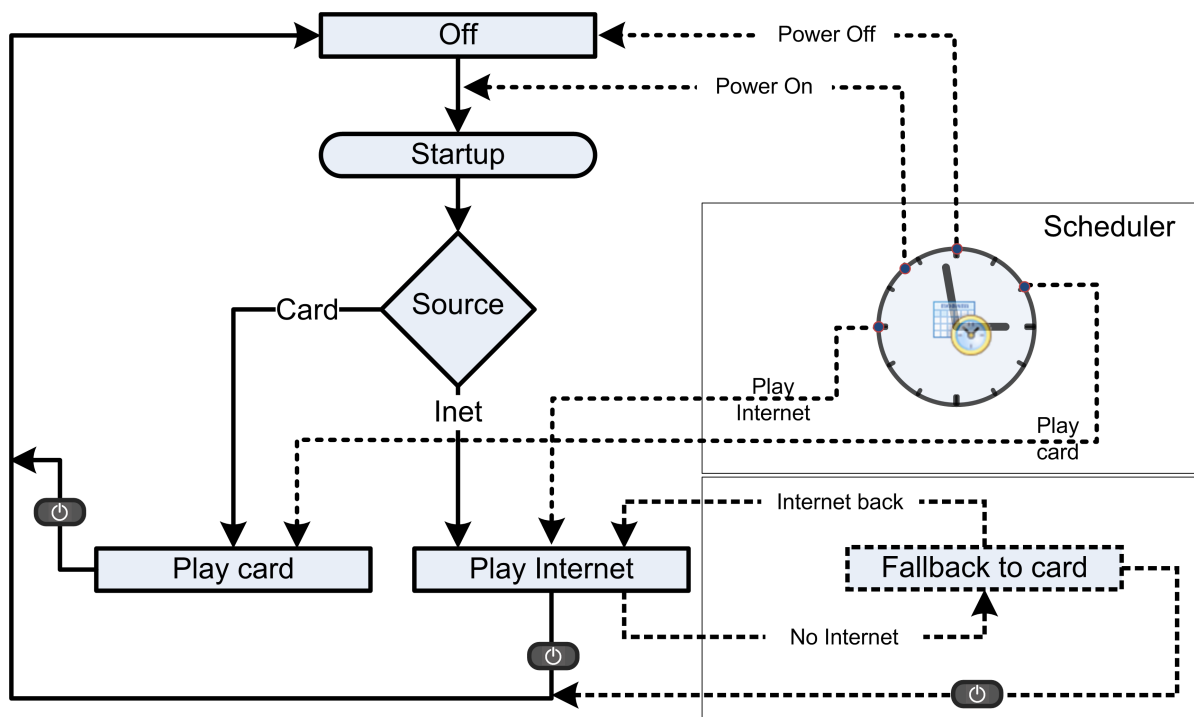 Off
Power Off
Power On
Startup
Scheduler
Source
Card
Inet
Play
Internet
Play
card
Internet back
Play card
Play Internet
Fallback to card
No Internet